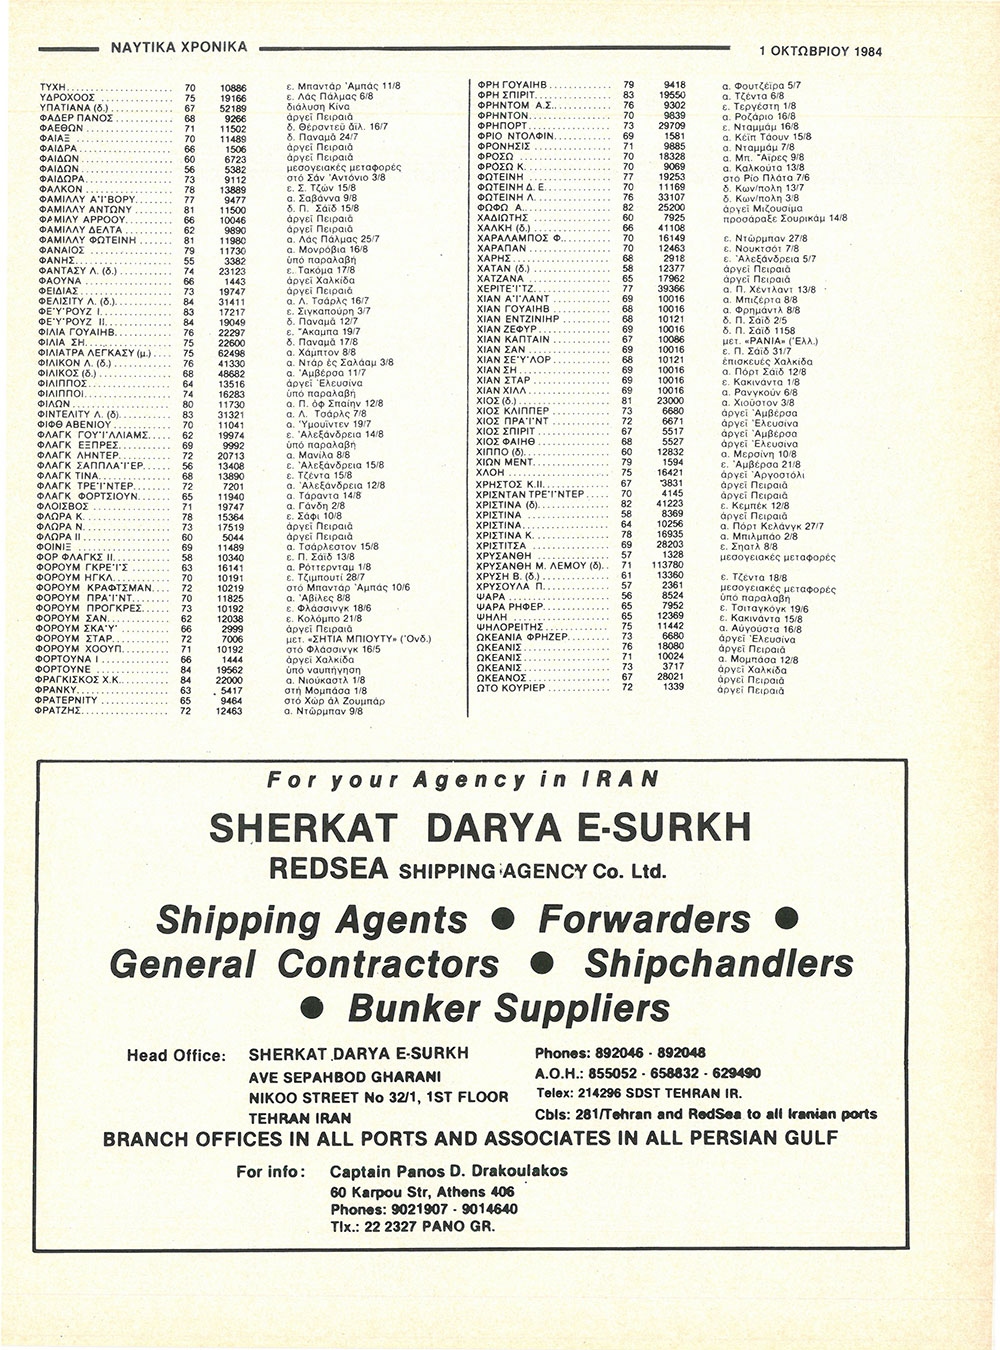 ΝΑΥΤΙΚΑ ΧΡΟΝΙΚΑ
1 ΟΚΤΩΒΡΙΟΥ 1984
ΤΥΧΗ 70 10886 ε. Μπαντάρ Ἀμπάς 11/8
ΥΔΡΟΧΟΟΣ 75 19166 ε. Λάς Πάλμας 6/8
ΥΠΑΤΙΑΝΑ (δ.) 67 52189 διάλυση Κίνα
ΦΑΔΕΡ ΠΑΝΟΣ 68 9266 ἀργεῖ Πειραιᾶ
ΦΑΕΘΩΝ 71 11502 δ. Θέροντεϋ ἀϊλ. 16/7
ΦΑΙΑΞ 70 11489 δ. Παναμᾶ 24/7
ΦΑΙΔΡΑ 66 1506 ἀργεῖ Πειραιᾶ
ΦΑΙΔΩΝ 60 6723 ἀργεῖ Πειραιᾶ
ΦΑΙΔΩΝ 56 5382 μεσογειακές μεταφορές
ΦΑΙΔΩΡΑ 73 9112 στό Σάν Ἀντόνιο 3/8
ΦΑΛΚΟΝ 78 13889 ε. Σ. Τζών 15/8
ΦΑΜΙΛΛΥ Α'Ι'ΒΟΡΥ 77 9477 α. Σαβάννα 9/8
ΦΑΜΙΛΛΥ ΑΝΤΩΝΥ 81 11500 δ. Π. Σάϊδ 15/8
ΦΑΜΙΛΥ ΑΡΡΟΟΥ 66 10046 ἀργεῖ Πειραιᾶ
ΦΑΜΙΛΛΥ ΔΕΛΤΑ 62 9890 ἀργεῖ Πειραιᾶ
ΦΑΜΙΛΛΥ ΦΩΤΕΙΝΗ 81 11980 α. Λάς Πάλμας 25/7
ΦΑΝΑΙΟΣ 79 11730 α. Μονρόβια 16/8
ΦΑΝΗΣ 55 3382 ὑπό παραλαβή
ΦΑΝΤΑΣΥ Λ. (δ.) 74 23123 ε. Τακόμα 17/8
ΦΑΟΥΝΑ 66 1443 ἀργεῖ Χαλκίδα
ΦΕΙΔΙΑΣ 73 19747 ἀργεῖ Πειραιᾶ
ΦΕΛΙΣΙΤΥ Λ. (δ.) 84 31411 α. Λ. Τσάρλς 16/7
ΦΕ'Υ'ΡΟΥΖ Ι. 83 17217 ε. Σιγκαπούρη 3/7
ΦΕ'Υ'ΡΟΥΖ ΙΙ. 84 19049 δ. Παναμᾶ 12/7
ΦΙΛΙΑ ΓΟΥΑΙΗΒ 76 22297 ε. Ἄκαμπα 19/7
ΦΙΛΙΑ ΣΗ 75 22600 δ. Παναμᾶ 17/8
ΦΙΛΙΑΤΡΑ ΛΕΓΚΑΣΥ (μ.) 75 62498 α. Χάμπτον 8/8
ΦΙΛΙΚΟΝ Λ. (δ.) 76 41330 α. Ντάρ ές Σαλάαμ 3/8
ΦΙΛΙΚΟΣ (δ.) 68 48682 α. Ἀμβέρσα 11/7
ΦΙΛΙΠΠΟΣ 64 13516 ἀργεῖ Ἐλευσίνα
ΦΙΛΙΠΠΟΙ 74 16283 ὑπό παραλαβή
ΦΙΛΩΝ 80 11730 α. Π. όφ Σπαίην 12/8
ΦΙΝΤΕΛΙΤΥ Λ. (δ) 83 31321 α. Λ. Τσάρλς 7/8
ΦΙΦΘ ΑΒΕΝΙΟΥ 70 11041 α. Ὑμουϊντεν 19/7
ΦΛΑΓΚ ΓΟΥ'Ι'ΛΛΙΑΜΣ 62 19974 ε. Ἀλεξάνδρεια 14/8
ΦΛΑΓΚ ΕΞΠΡΕΣ 69 9992 ὑπό παραλαβή
ΦΛΑΓΚ ΛΗΝΤΕΡ 72 20713 α. Μανίλα 8/8
ΦΛΑΓΚ ΣΑΠΠΛΑ'Ι'ΕΡ 56 13408 ε. Ἀλεξάνδρεια 15/8
ΦΛΑΓΚ ΤΙΝΑ 68 13890 ε. Τζέντα 15/8
ΦΛΑΓΚ ΤΡΕ'Ι'ΝΤΕΡ 72 7201 α. Ἀλεξάνδρεια 12/8
ΦΛΑΓΚ ΦΟΡΤΣΙΟΥΝ 65 11940 α. Τάραντα 14/8
ΦΛΟΙΣΒΟΣ 71 19747 α. Γάνδη 2/8
ΦΛΩΡΑ Κ. 78 15364 ε. Σάφι 10/8
ΦΛΩΡΑ Ν. 73 17519 ἀργεῖ Πειραιᾶ
ΦΛΩΡΑ ΙΙ 60 5044 ἀργεῖ Πειραιᾶ
ΦΟΙΝΙΞ 69 11489 α. Τσάρλεστον 15/8
ΦΟΡ ΦΛΑΓΚΣ ΙΙ. 58 10340 ε. Π. Σάϊδ 13/8
ΦΟΡΟΥΜ ΓΚΡΕ'Ι'Σ 63 16141 α. Ρόττερνταμ 1/8
ΦΟΡΟΥΜ ΗΓΚΛ 70 10191 ε. Τζιμπουτί 28/7
ΦΟΡΟΥΜ ΚΡΑΦΤΣΜΑΝ 72 10219 στό Μπαντάρ Ἀμπάς 10/6
ΦΟΡΟΥΜ ΠΡΑ'Ι'ΝΤ 70 11825 α. Ἀβίλες 8/8
ΦΟΡΟΥΜ ΠΡΟΓΚΡΕΣ 73 10192 ε. Φλάσσινγκ 18/6
ΦΟΡΟΥΜ ΣΑΝ 62 12038 ε. Κολόμπο 21/8
ΦΟΡΟΥΜ ΣΚΑ'Υ' 66 2999 ἀργεῖ Πειραιᾶ
ΦΟΡΟΥΜ ΣΤΑΡ 72 7006 μετ. «ΣΗΤΙΑ ΜΠΙΟΥΤΥ» (Ὀνδ.)
ΦΟΡΟΥΜ ΧΟΟΥΠ 71 10192 στό Φλάσσινγκ 16/5
ΦΟΡΤΟΥΝΑ Ι 66 1444 ἀργεῖ Χαλκίδα
ΦΟΡΤΟΥΝΕ 84 19562 ὑπό ναυπήγηση
ΦΡΑΓΚΙΣΚΟΣ Χ.Κ. 84 22000 α. Νιούκαστλ 1/8
ΦΡΑΝΚΥ 63 5417 στή Μομπάσα 1/8
ΦΡΑΤΕΡΝΙΤΥ 65 9464 στό Χώρ άλ Ζουμπάρ
ΦΡΑΤΖΗΣ 72 12463 α. Ντώρμπαν 9/8
ΦΡΗ ΓΟΥΑΙΗΒ 79 9418 α. Φουτζέϊρα 5/7
ΦΡΗ ΣΠΙΡΙΤ 83 19550 α. Τζέντα 6/8
ΦΡΗΝΤΟΜ Α.Σ. 76 9302 ε. Τεργέστη 1/8
ΦΡΗΝΤΟΝ 70 9839 α. Ροζάριο 16/8
ΦΡΗΠΟΡΤ 73 29709 ε. Νταμμάμ 16/8
ΦΡΙΟ ΝΤΟΛΦΙΝ 69 1581 α. Κέϊπ Τάουν 15/8
ΦΡΟΝΗΣΙΣ 71 9885 α. Νταμμάμ 7/8
ΦΡΟΣΩ 70 18328 α. Μπ. Ἄϊρες 9/8
ΦΡΟΣΩ Κ. 70 9069 α. Καλκούτα 13/8
ΦΩΤΕΙΝΗ 77 19253 στό Ρίο Πλάτα 7/6
ΦΩΤΕΙΝΗ Δ. Ε. 70 11169 δ. Κων/πολη 13/7
ΦΩΤΕΙΝΗ Λ. 76 33107 δ. Κων/πολη 3/8
ΦΩΦΩ Α. 82 25200 ἀργεῖ Μιζουσίμα
ΧΑΔΙΩΤΗΣ 60 7925 προσάραξε Σουρικάμ 14/8
ΧΑΛΚΗ (δ.) 66 41108
ΧΑΡΑΛΑΜΠΟΣ Φ. 70 16149 ε. Ντώρμπαν 27/8
ΧΑΡΑΠΑΝ 70 12463 ε. Νουκτσότ 7/8
ΧΑΡΗΣ 68 2918 ε. Ἀλεξάνδρεια 5/7
ΧΑΤΑΝ (δ.) 58 12377 ἀργεῖ Πειραιᾶ
ΧΑΤΖΑΝΑ 65 17962 ἀργεῖ Πειραιᾶ
ΧΕΡΙΤΕ'Ι'ΤΖ 77 39366 α. Π. Χέντλαντ 13/8
ΧΙΑΝ Α'Ι'ΛΑΝΤ 69 10016 α. Μπιζέρτα 8/8
ΧΙΑΝ ΓΟΥΑΙΗΒ 68 10016 α. Φρημάντλ 8/8
ΧΙΑΝ ΕΝΤΖΙΝΗΡ 68 10121 δ. Π. Σάϊδ 2/5
ΧΙΑΝ ΖΕΦΥΡ 69 10016 δ. Π. Σάϊδ 1158
ΧΙΑΝ ΚΑΠΤΑΙΝ 67 10086 μετ. «ΡΑΝΙΑ» (Ἑλλ.)
ΧΙΑΝ ΣΑΝ 69 10016 ε. Π. Σάϊδ 31/7
ΧΙΑΝ ΣΕ'Υ'ΛΟΡ 68 10121 ἐπισκευές Χαλκίδα
ΧΙΑΝ ΣΗ 69 10016 α. Πόρτ Σάϊδ 12/8
ΧΙΑΝ ΣΤΑΡ 69 10016 ε. Κακινάντα 1/8
ΧΙΑΝ ΧΙΛΛ 69 10016 α. Ρανγκούν 6/8
ΧΙΟΣ (δ.) 81 23000 α. Χιούστον 3/8
ΧΙΟΣ ΚΛΙΠΠΕΡ 73 6680 ἀργεῖ Ἀμβέρσα
ΧΙΟΣ ΠΡΑ'Ι'ΝΤ 72 6671 ἀργεῖ Ἐλευσίνα
ΧΙΟΣ ΣΠΙΡΙΤ 67 5517 ἀργεῖ Ἀμβέρσα
ΧΙΟΣ ΦΑΙΗΘ 68 5527 ἀργεῖ Ἐλευσίνα
ΧΙΠΠΟ (δ) 60 12832 α. Μερσίνη 10/8
ΧΙΩΝ ΜΕΝΤ. 79 1594 ε. Ἀμβέρσα 21/8
ΧΛΟΗ 75 16421 ἀργεῖ Ἀργοστόλι
ΧΡΗΣΤΟΣ Κ.ΙΙ. 67 3831 ἀργεῖ Πειραιᾶ
ΧΡΙΣΝΤΑΝ ΤΡΕ'Ι'ΝΤΕΡ 70 4145 ἀργεῖ Πειραιᾶ
ΧΡΙΣΤΙΝΑ (δ) 82 41223 ε. Κεμπέκ 12/8
ΧΡΙΣΤΙΝΑ 58 8369 ἀργεῖ Πειραιᾶ
ΧΡΙΣΤΙΝΑ 64 10256 α. Πόρτ Κελάνγκ 27/7
ΧΡΙΣΤΙΝΑ Κ. 78 16935 α. Μπιλμπάο 2/8
ΧΡΙΣΤΙΤΣΑ 69 28203 ε. Σηατλ 8/8
ΧΡΥΣΑΝΘΗ 57 1328 μεσογειακές μεταφορές
ΧΡΥΣΑΝΘΗ Μ. ΛΕΜΟΥ (δ) 71 113780
ΧΡΥΣΗ Β. (δ.) 61 13360 ε. Τζέντα 18/8
ΧΡΥΣΟΥΛΑ Π. 57 2361 μεσογειακές μεταφορές
ΨΑΡΑ 56 8524 ὑπό παραλαβή
ΨΑΡΑ ΡΗΦΕΡ 65 7952 ε. Τσιταγκόγκ 19/6
ΨΗΛΗ 65 12369 ε. Κακινάντα 15/8
ΨΗΛΟΡΕΙΤΗΣ 75 11442 α. Αὐγούστα 16/8
ΩΚΕΑΝΙΑ ΦΡΗΖΕΡ 73 6680 ἀργεῖ Ἐλευσίνα
ΩΚΕΑΝΙΣ 76 18080 ἀργεῖ Πειραιᾶ
ΩΚΕΑΝΙΣ 71 10024 α. Μομπάσα 12/8
ΩΚΕΑΝΙΣ 73 3717 ἀργεῖ Χαλκίδα
ΩΚΕΑΝΟΣ 67 28021 ἀργεῖ Πειραιᾶ
ΩΤΟ ΚΟΥΡΙΕΡ 72 1339 ἀργεῖ Πειραιᾶ
For your Agency in IRAN
SHERKAT DARYA E-SURKH
REDSEA SHIPPING AGENCY Co. Ltd.
Shipping Agents ● Forwarders ●
General Contractors ● Shipchandlers
● Bunker Suppliers
Head Office: SHERKAT DARYA E-SURKH
AVE SEPAHBOD GHARANI
NIKOO STREET No 32/1, 1ST FLOOR
TEHRAN IRAN
Phones: 892046 - 892048
A.O.H.: 855052 - 658832 - 629490
Telex: 214296 SDST TEHRAN IR.
Cbls: 281/Tehran and RedSea to all Iranian ports
BRANCH OFFICES IN ALL PORTS AND ASSOCIATES IN ALL PERSIAN GULF
For info: Captain Panos D. Drakoulakos
60 Karpou Str, Athens 406
Phones: 9021907 - 9014640
Tlx.: 22 2327 PANO GR.